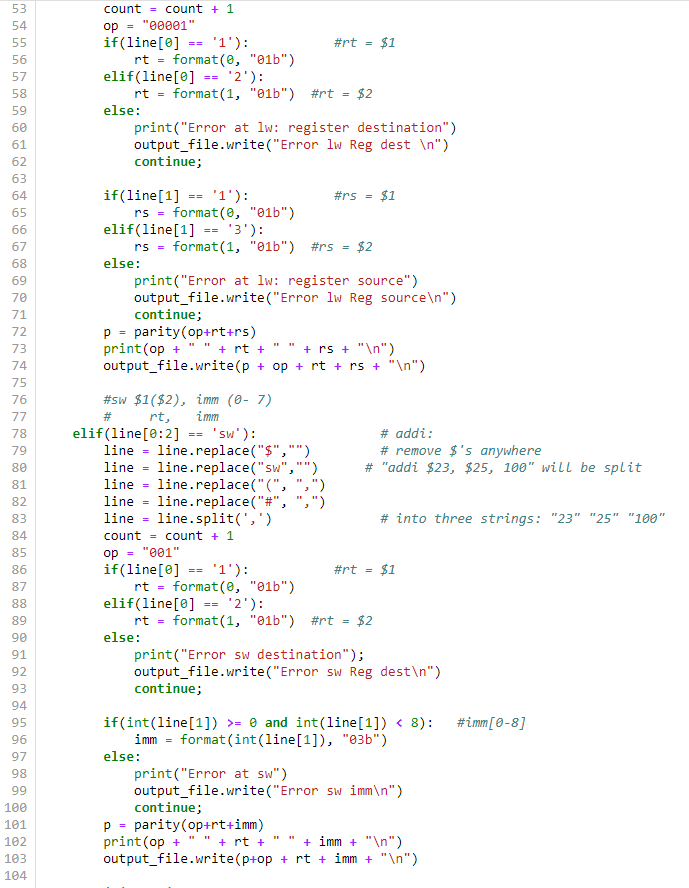 53 count = count + 1
54 op = "00001"
55 if(line[0] == '1'): #rt = $1
56 rt = format(0, "01b")
57 elif(line[0] == '2'):
58 rt = format(1, "01b") #rt = $2
59 else:
60 print("Error at lw: register destination")
61 output_file.write("Error lw Reg dest \n")
62 continue;
63
64 if(line[1] == '1'): #rs = $1
65 rs = format(0, "01b")
66 elif(line[1] == '3'):
67 rs = format(1, "01b") #rs = $2
68 else:
69 print("Error at lw: register source")
70 output_file.write("Error lw Reg source\n")
71 continue;
72 p = parity(op+rt+rs)
73 print(op + " " + rt + " " + rs + "\n")
74 output_file.write(p + op + rt + rs + "\n")
75
76 #sw $1($2), imm (0- 7)
77 # rt, imm
78 elif(line[0:2] == 'sw'): # addi:
79 line = line.replace("$","") # remove $'s anywhere
80 line = line.replace("sw","") # "addi $23, $25, 100" will be split
81 line = line.replace("(", ",")
82 line = line.replace("#", ",")
83 line = line.split(',') # into three strings: "23" "25" "100"
84 count = count + 1
85 op = "001"
86 if(line[0] == '1'): #rt = $1
87 rt = format(0, "01b")
88 elif(line[0] == '2'):
89 rt = format(1, "01b") #rt = $2
90 else:
91 print("Error sw destination");
92 output_file.write("Error sw Reg dest\n")
93 continue;
94
95 if(int(line[1]) >= 0 and int(line[1]) < 8): #imm[0-8]
96 imm = format(int(line[1]), "03b")
97 else:
98 print("Error at sw")
99 output_file.write("Error sw imm\n")
100 continue;
101 p = parity(op+rt+imm)
102 print(op + " " + rt + " " + imm + "\n")
103 output_file.write(p+op + rt + imm + "\n")
104